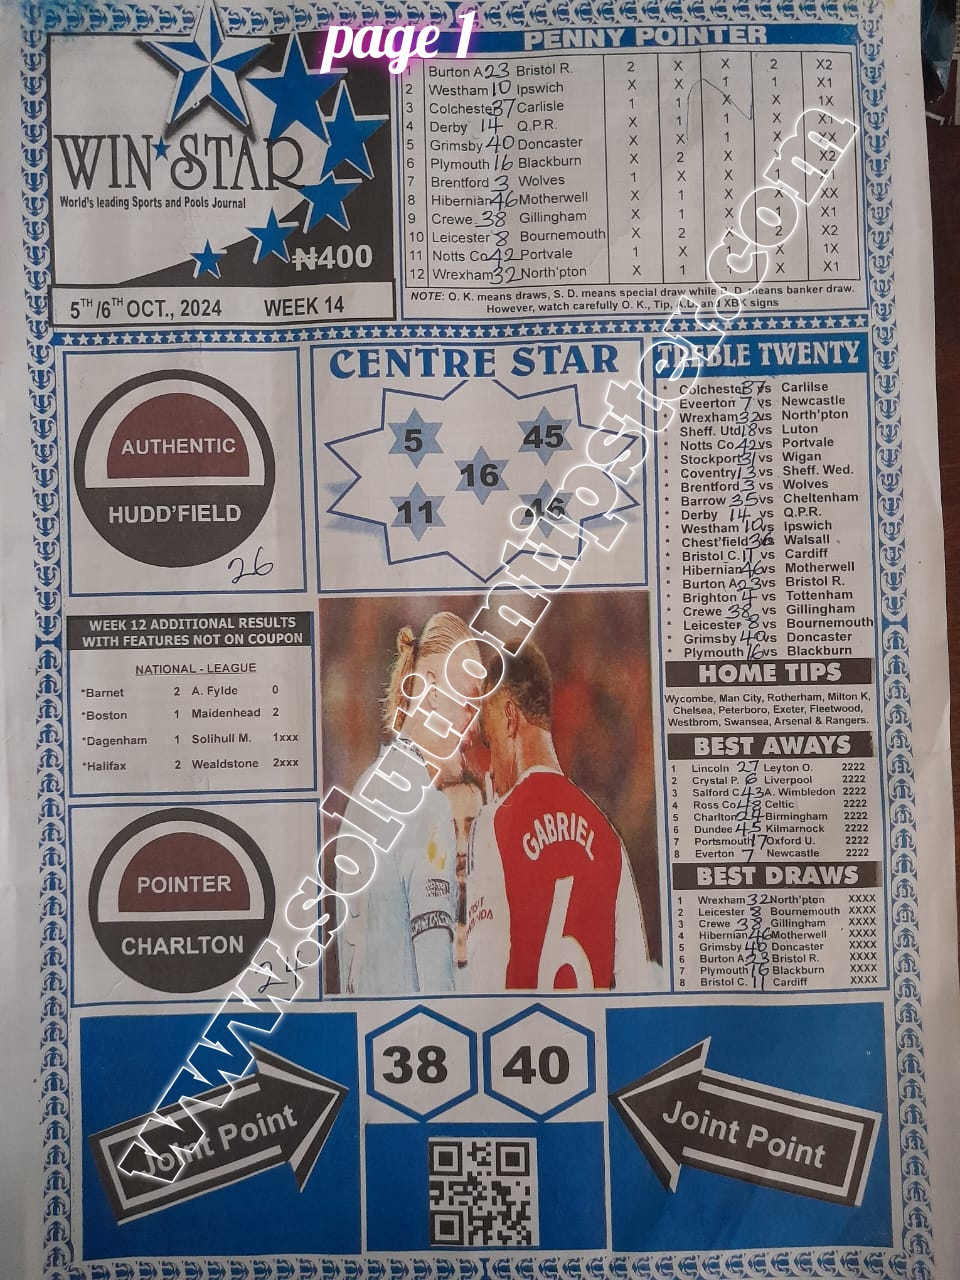 page 1
PENNY POINTER
1 Burton A 23 Bristol R. 2 X X 2 X2
2 Westham 10 Ipswich X X 1 1 X1
3 Colcheste 37 Carlisle 1 1 X X 1X
4 Derby 14 Q.P.R. X 1 X 1 X1
5 Grimsby 40 Doncaster X X 1 X XX
6 Plymouth 16 Blackburn X 2 X X X2
7 Brentford 3 Wolves 1 X X 1 X1
8 Hibernian 46 Motherwell X 1 X X XX
9 Crewe 38 Gillingham X 1 X 1 X1
10 Leicester 8 Bournemouth X 2 X 2 X2
11 Notts Co 42 Portvale 1 X 1 X 1X
12 Wrexham 32 North'pton X 1 1 X X1
NOTE: O. K. means draws, S. D. means special draw while B. D. means banker draw.
However, watch carefully O. K., Tip, A.D. and XBK signs
WIN STAR
World's leading Sports and Pools Journal
₦400
5TH /6TH OCT., 2024 WEEK 14
AUTHENTIC
HUDD'FIELD
26
CENTRE STAR
5 45
16
11 46
TREBLE TWENTY
* Colchester 37 vs Carlilse
* Eveerton 7 vs Newcastle
* Wrexham 32 vs North'pton
* Sheff. Utd 18 vs Luton
* Notts Co 42 vs Portvale
* Stockport 31 vs Wigan
* Coventry 13 vs Sheff. Wed.
* Brentford 3 vs Wolves
* Barrow 35 vs Cheltenham
* Derby 14 vs Q.P.R.
* Westham 10 vs Ipswich
* Chest'field 36 vs Walsall
* Bristol C. 11 vs Cardiff
* Hibernian 46 vs Motherwell
* Burton A 23 vs Bristol R.
* Brighton 4 vs Tottenham
* Crewe 38 vs Gillingham
* Leicester 8 vs Bournemouth
* Grimsby 40 vs Doncaster
* Plymouth 16 vs Blackburn
WEEK 12 ADDITIONAL RESULTS
WITH FEATURES NOT ON COUPON
NATIONAL - LEAGUE
*Barnet 2 A. Fylde 0
*Boston 1 Maidenhead 2
*Dagenham 1 Solihull M. 1xxx
*Halifax 2 Wealdstone 2xxx
HOME TIPS
Wycombe, Man City, Rotherham, Milton K,
Chelsea, Peterboro, Exeter, Fleetwood,
Westbrom, Swansea, Arsenal & Rangers.
BEST AWAYS
1 Lincoln 27 Leyton O. 2222
2 Crystal P. 6 Liverpool 2222
3 Salford C. 43 A. Wimbledon 2222
4 Ross Co 48 Celtic 2222
5 Charlton 24 Birmingham 2222
6 Dundee 45 Kilmarnock 2222
7 Portsmouth 17 Oxford U. 2222
8 Everton 7 Newcastle 2222
BEST DRAWS
1 Wrexham 32 North'pton XXXX
2 Leicester 8 Bournemouth XXXX
3 Crewe 38 Gillingham XXXX
4 Hibernian 46 Motherwell XXXX
5 Grimsby 40 Doncaster XXXX
6 Burton A 23 Bristol R. XXXX
7 Plymouth 16 Blackburn XXXX
8 Bristol C. 11 Cardiff XXXX
POINTER
CHARLTON
GABRIEL
6
38 40
Joint Point
Joint Point
www.solutiontipster.com